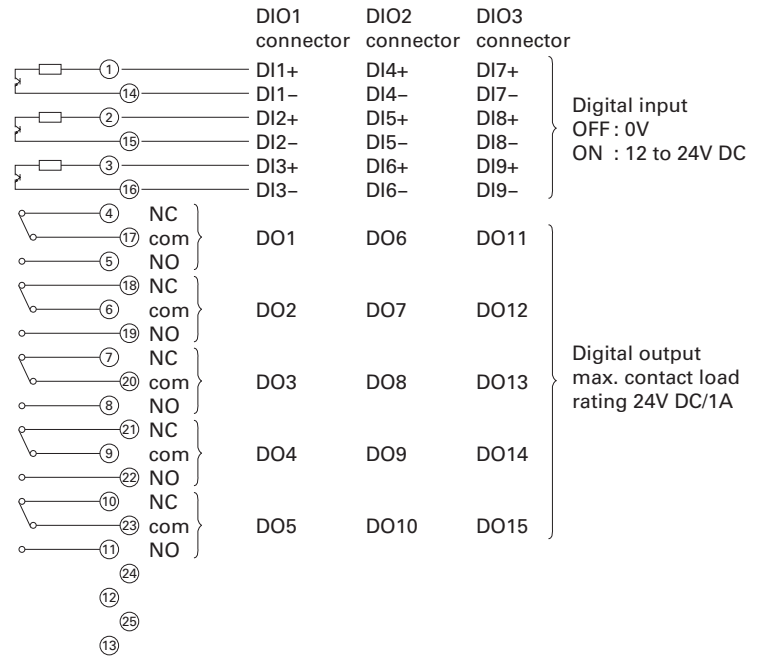 DIO1 DIO2 DIO3
connector connector connector
1 DI1+ DI4+ DI7+
14 DI1− DI4− DI7−
2 DI2+ DI5+ DI8+
15 DI2− DI5− DI8−
3 DI3+ DI6+ DI9+
16 DI3− DI6− DI9−
Digital input
OFF : 0V
ON : 12 to 24V DC
4 NC
17 com DO1 DO6 DO11
5 NO
18 NC
6 com DO2 DO7 DO12
19 NO
7 NC
20 com DO3 DO8 DO13
8 NO
21 NC
9 com DO4 DO9 DO14
22 NO
10 NC
23 com DO5 DO10 DO15
11 NO
Digital output
max. contact load
rating 24V DC/1A
24
12
25
13